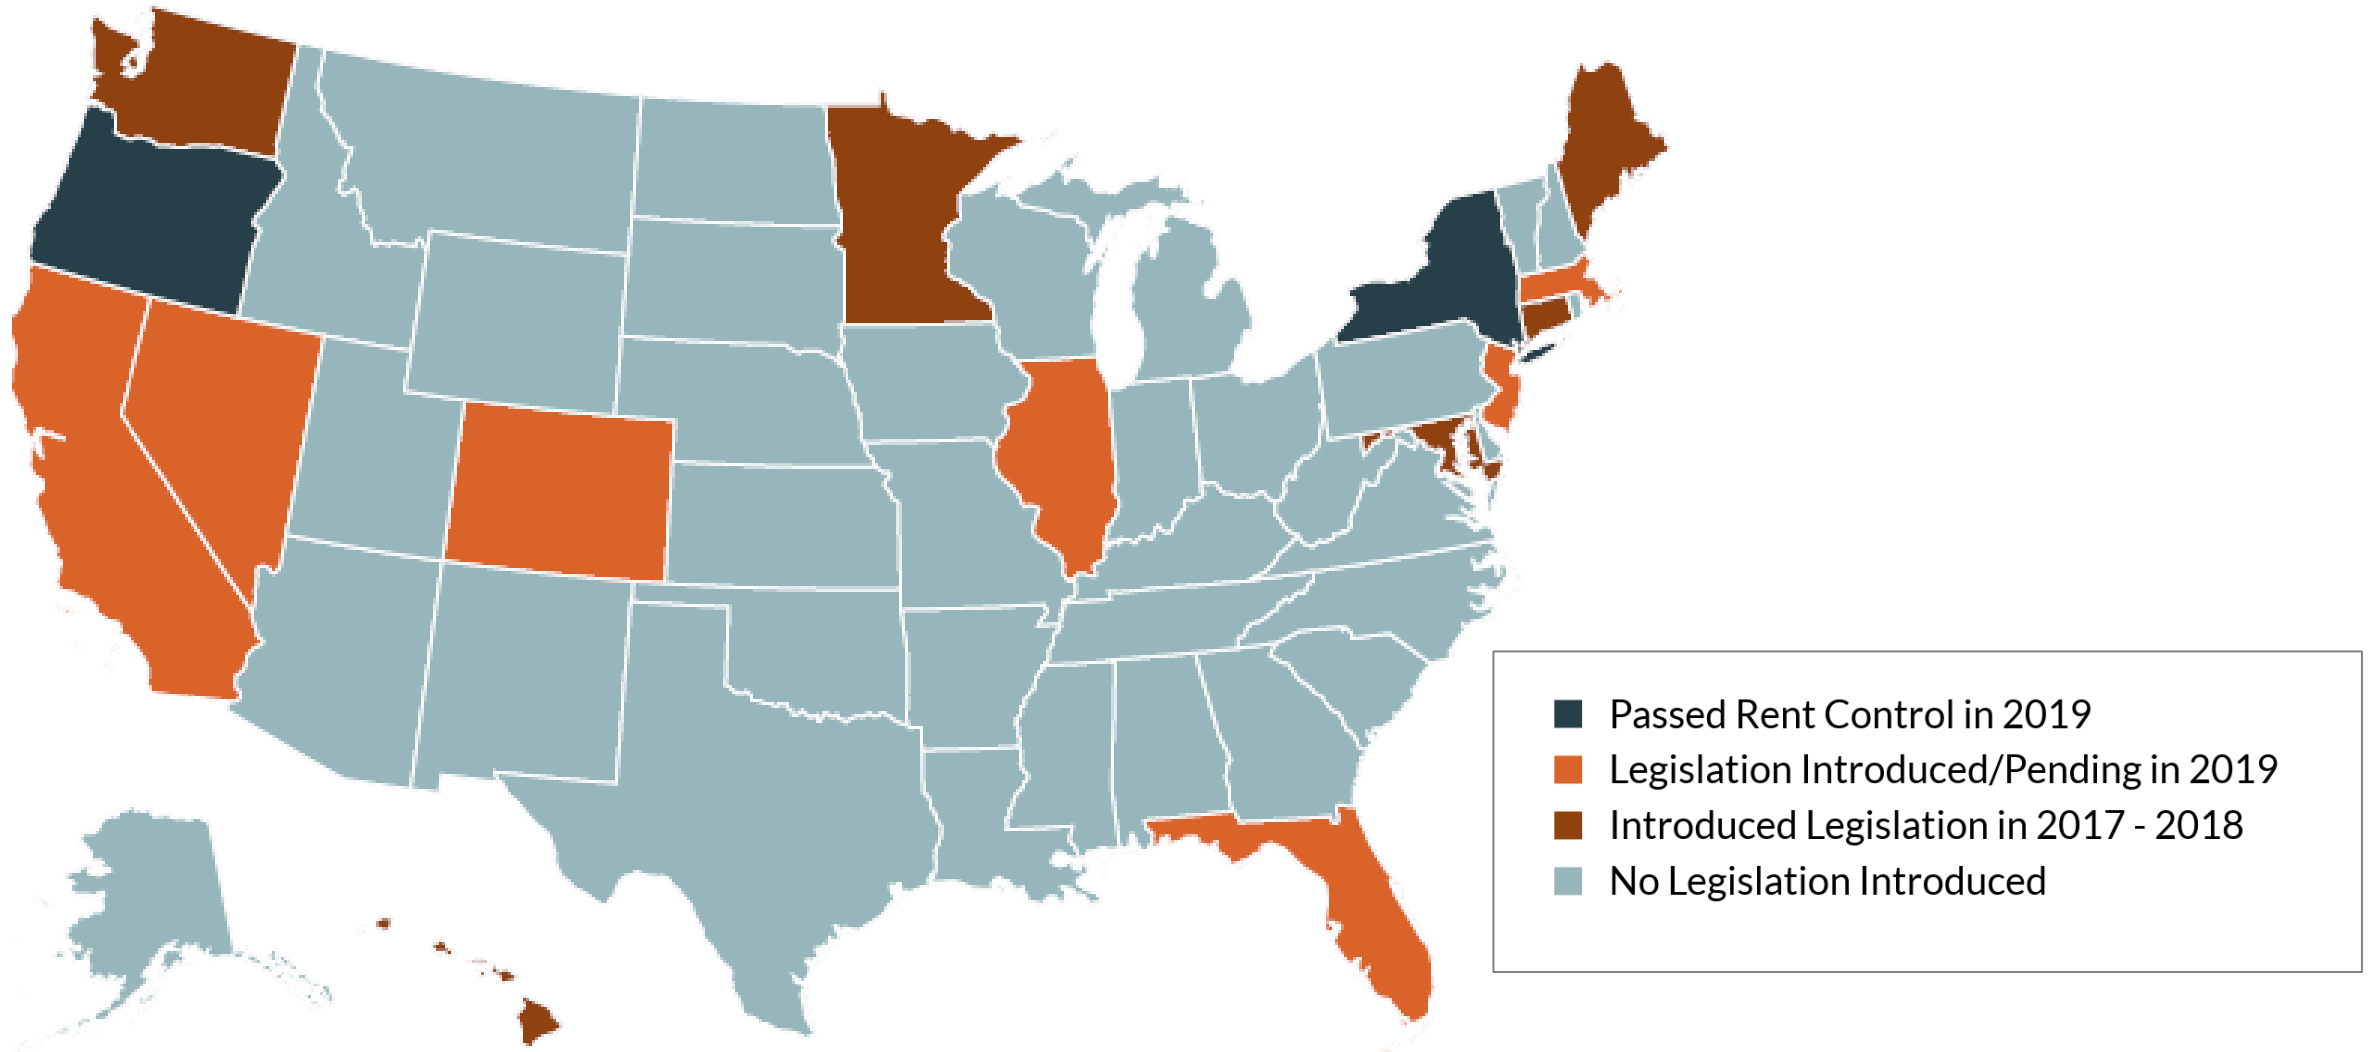 Passed Rent Control in 2019
Legislation Introduced/Pending in 2019
Introduced Legislation in 2017 - 2018
No Legislation Introduced